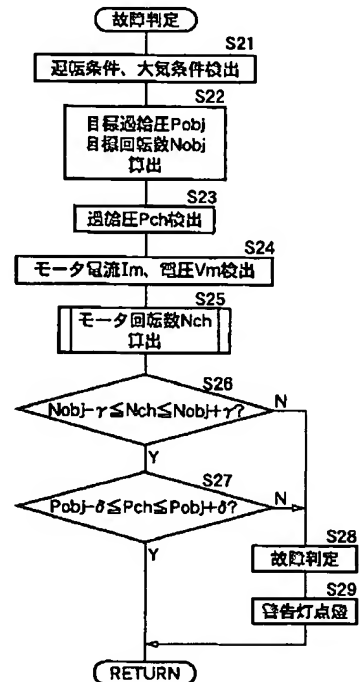 故障判定
S21
運転条件、大気条件検出
S22
目標過給圧Pobj
目標回転数Nobj
算出
S23
過給圧Pch検出
S24
モータ電流Im、電圧Vm検出
S25
モータ回転数Nch
算出
S26
Nobj-γ≦Nch≦Nobj+γ?
N
Y
S27
Pobj-δ≦Pch≦Pobj+δ?
N
Y
S28
故障判定
S29
警告灯点燈
RETURN